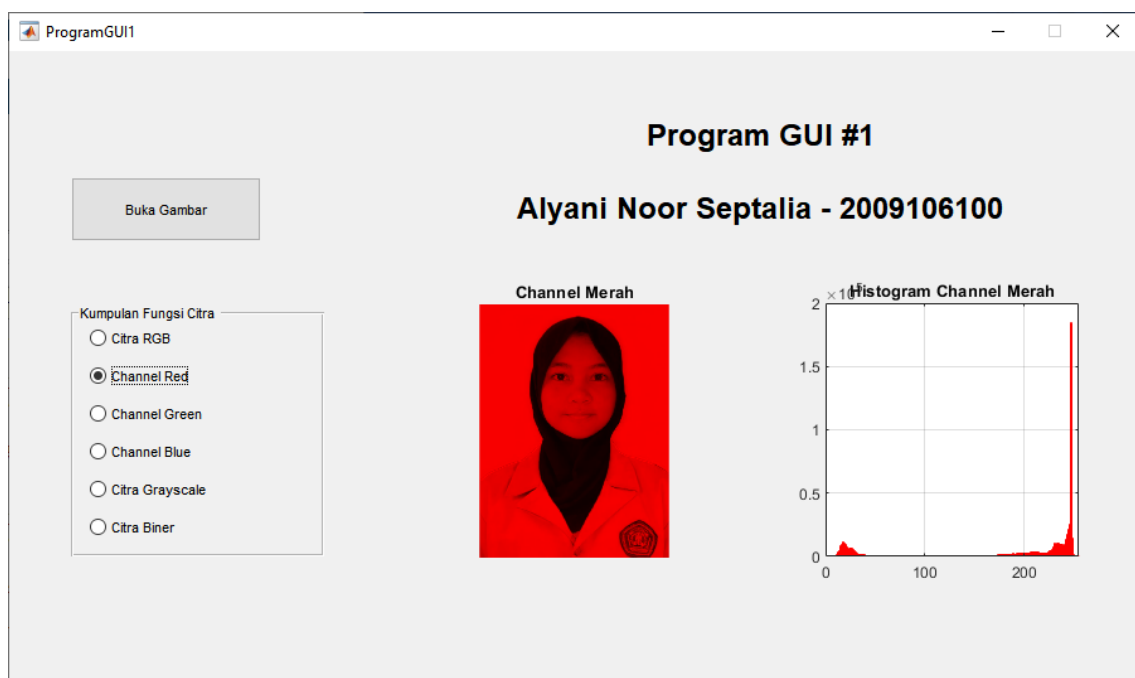 ProgramGUI1
Program GUI #1
Buka Gambar
Alyani Noor Septalia - 2009106100
Kumpulan Fungsi Citra
Citra RGB
Channel Red
Channel Green
Channel Blue
Citra Grayscale
Citra Biner
Channel Merah
Histogram Channel Merah
2
1.5
1
0.5
0
0 100 200